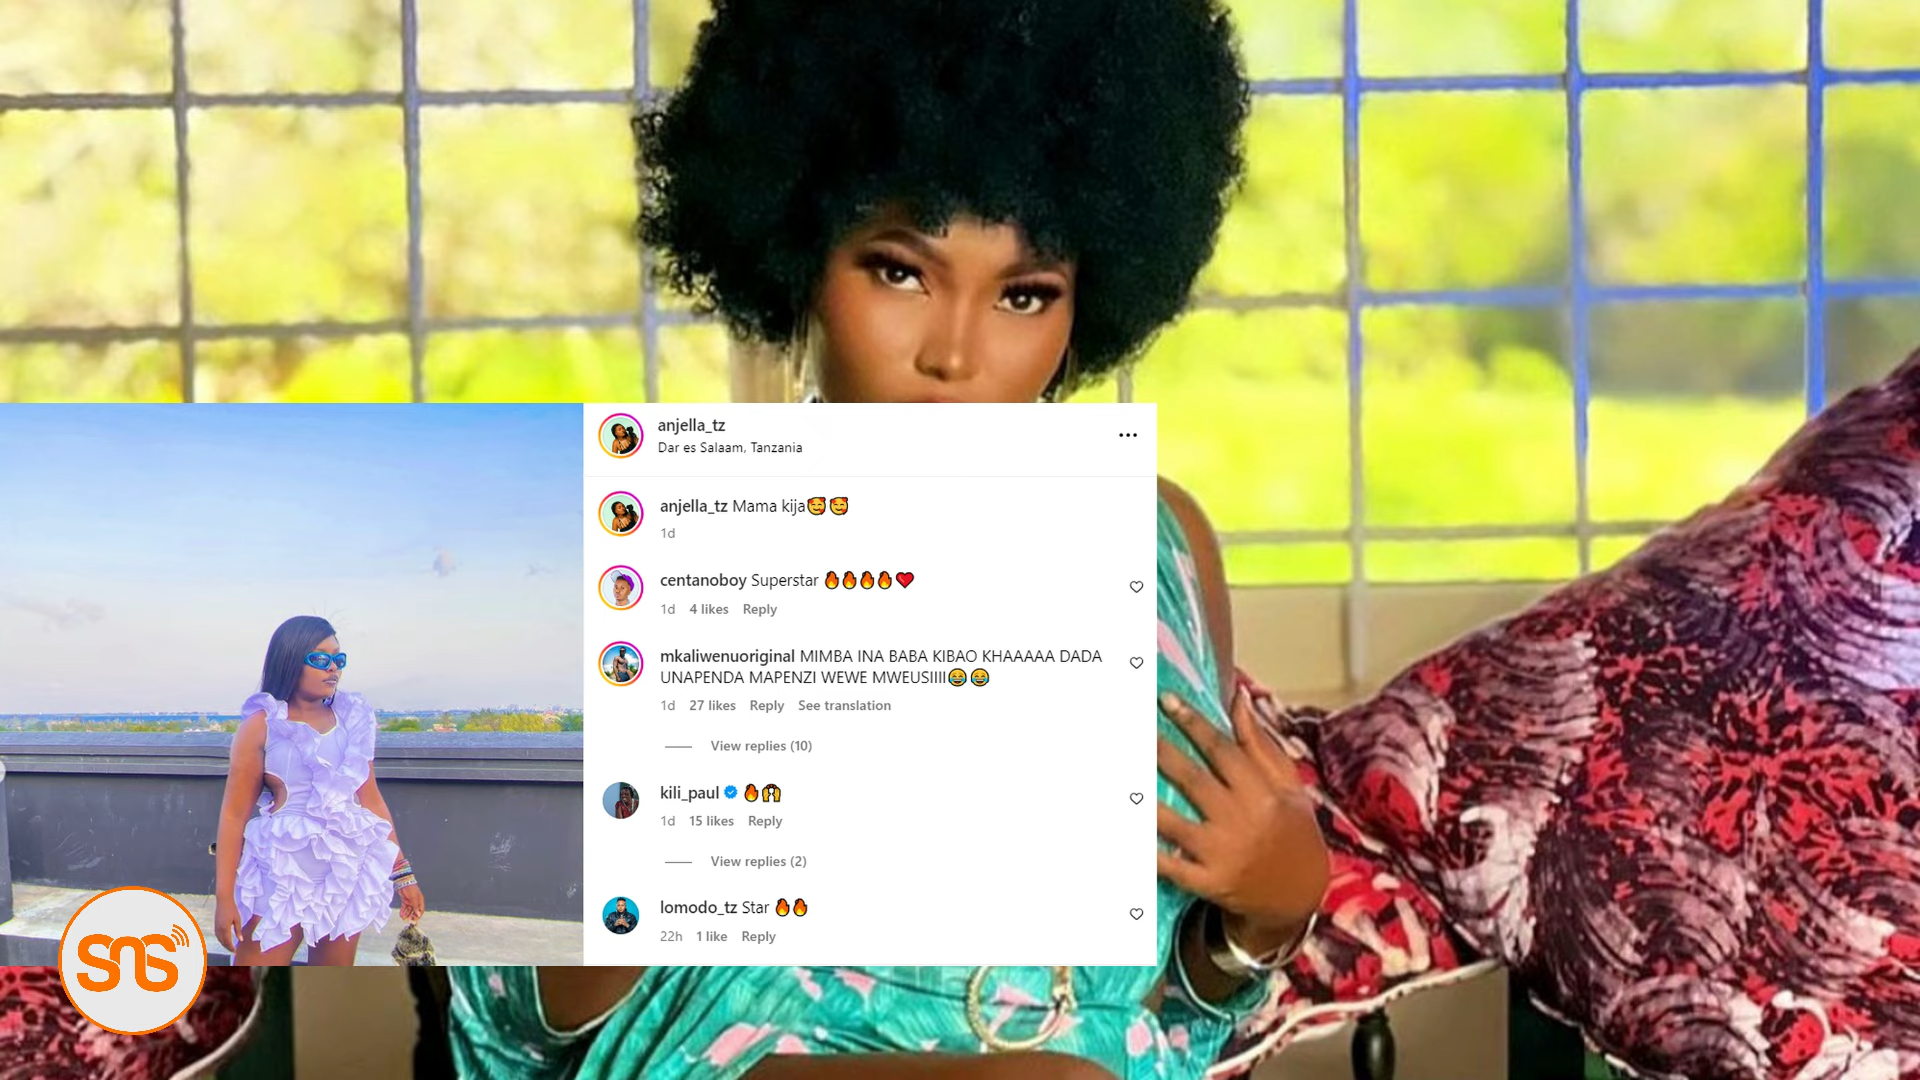 anjella_tz
Dar es Salaam, Tanzania
anjella_tz Mama kija🥰🥰
1d
centanoboy Superstar 🔥🔥🔥🔥❤️
1d 4 likes Reply
mkaliwenuoriginal MIMBA INA BABA KIBAO KHAAAAA DADA
UNAPENDA MAPENZI WEWE MWEUSIIII😂😂
1d 27 likes Reply See translation
View replies (10)
kili_paul 🔥🙌
1d 15 likes Reply
View replies (2)
lomodo_tz Star 🔥🔥
22h 1 like Reply
SNS